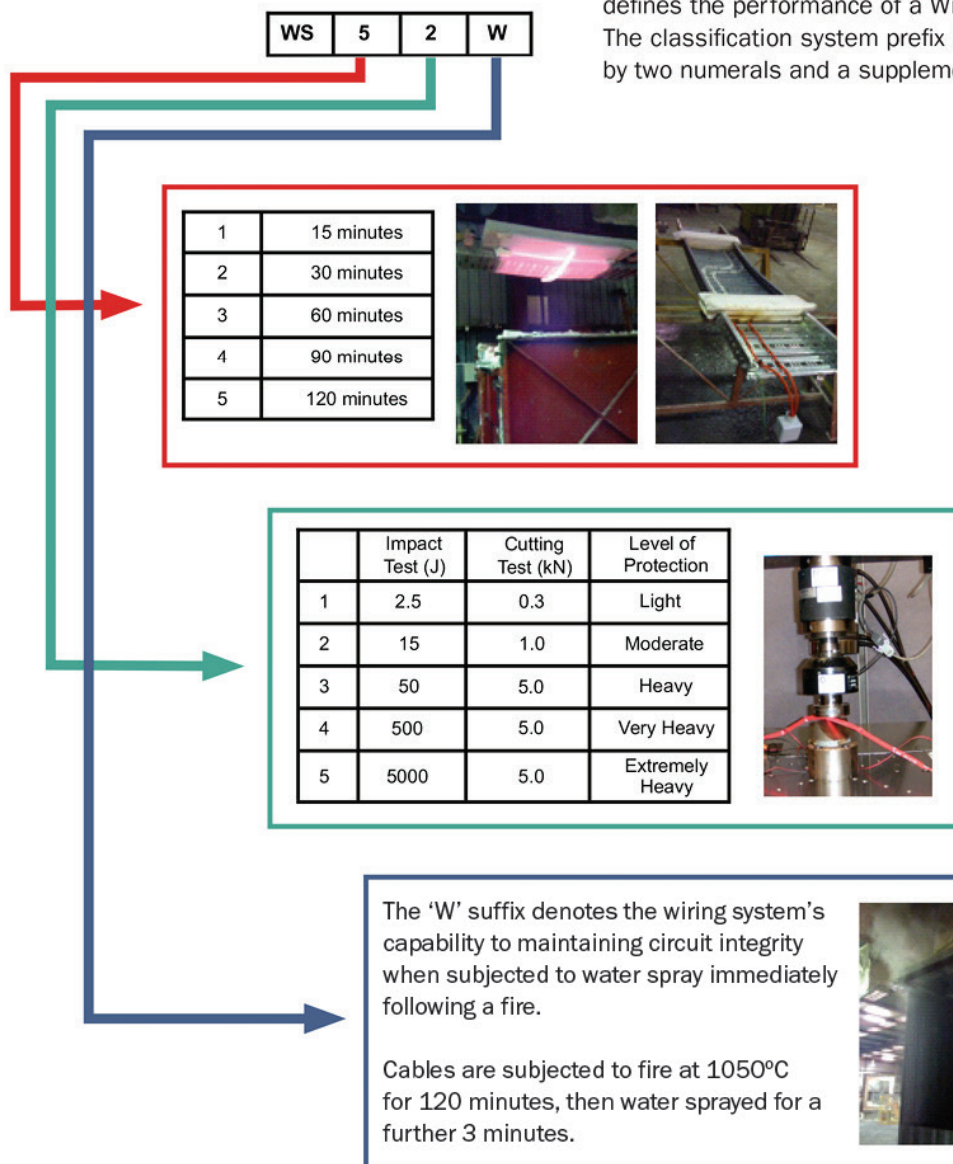 defines the performance of a
The classification system prefix
by two numerals and a
WS 5 2 W
1 15 minutes
2 30 minutes
3 60 minutes
4 90 minutes
5 120 minutes
Impact Test (J) Cutting Test (kN) Level of Protection
1 2.5 0.3 Light
2 15 1.0 Moderate
3 50 5.0 Heavy
4 500 5.0 Very Heavy
5 5000 5.0 Extremely Heavy
The ‘W’ suffix denotes the wiring system’s
capability to maintaining circuit integrity
when subjected to water spray immediately
following a fire.
Cables are subjected to fire at 1050ºC
for 120 minutes, then water sprayed for a
further 3 minutes.